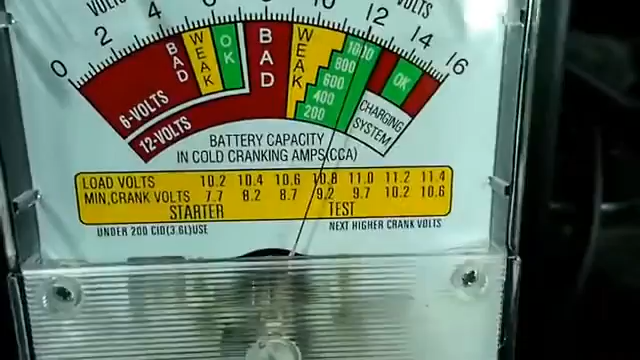 VOLTS VOLTS
0 2 4 6 8 10 12 14 16
BAD WEAK OK BAD WEAK 1000 OK
800
600
400
200
6-VOLTS
12-VOLTS
CHARGING
SYSTEM
BATTERY CAPACITY
IN COLD CRANKING AMPS(CCA)
LOAD VOLTS 10.2 10.4 10.6 10.8 11.0 11.2 11.4
MIN,CRANK VOLTS 7.7 8.2 8.7 9.2 9.7 10.2 10.6
STARTER TEST
UNDER 200 CID(3.6L)USE NEXT HIGHER CRANK VOLTS